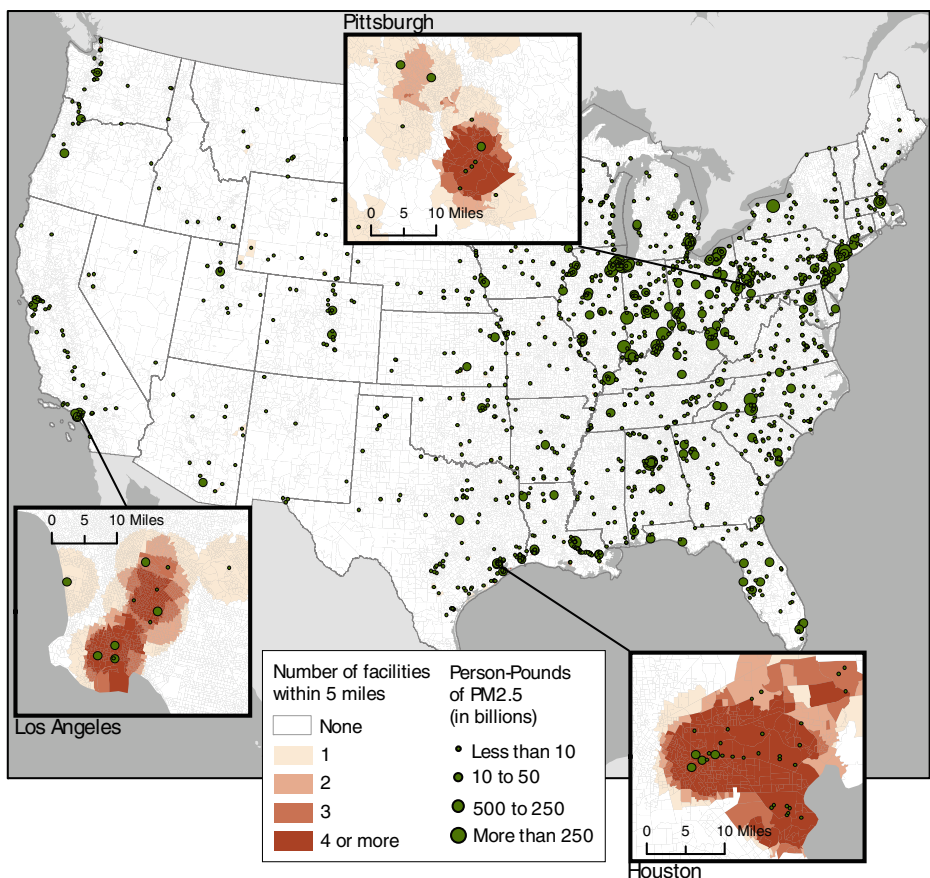 Pittsburgh
0 5 10 Miles
0 5 10 Miles
Los Angeles
Number of facilities
within 5 miles
None
1
2
3
4 or more
Person-Pounds
of PM2.5
(in billions)
Less than 10
10 to 50
500 to 250
More than 250
0 5 10 Miles
Houston